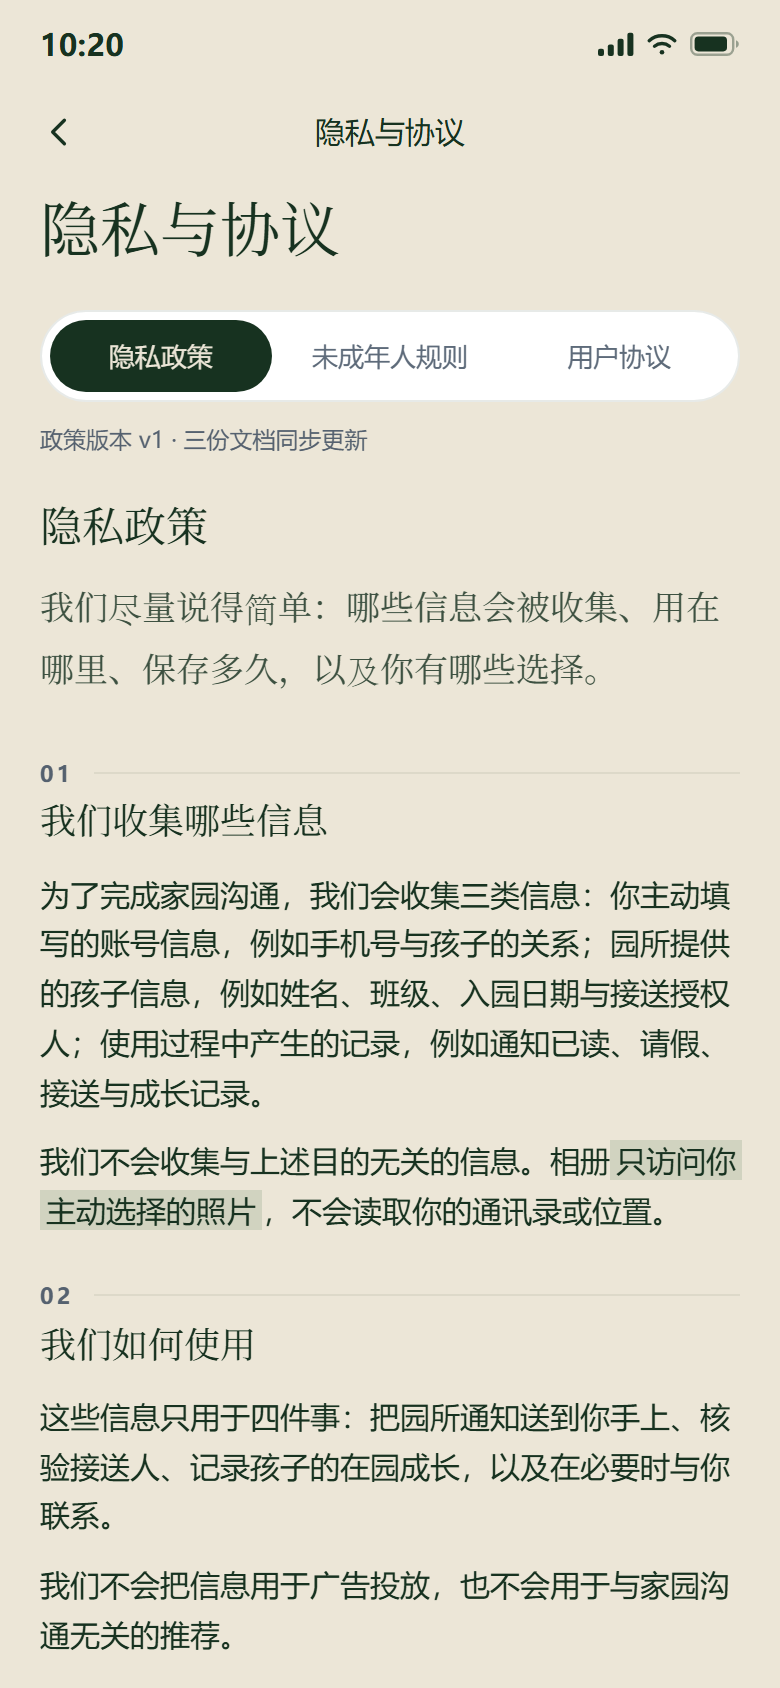 10:20
隐私与协议
隐私与协议
隐私政策
未成年人规则
用户协议
政策版本 v1 · 三份文档同步更新
隐私政策
我们尽量说得简单：哪些信息会被收集、用在
哪里、保存多久，以及你有哪些选择。
01
我们收集哪些信息
为了完成家园沟通，我们会收集三类信息：你主动填
写的账号信息，例如手机号与孩子的关系；园所提供
的孩子信息，例如姓名、班级、入园日期与接送授权
人；使用过程中产生的记录，例如通知已读、请假、
接送与成长记录。
我们不会收集与上述目的无关的信息。相册只访问你
主动选择的照片，不会读取你的通讯录或位置。
02
我们如何使用
这些信息只用于四件事：把园所通知送到你手上、核
验接送人、记录孩子的在园成长，以及在必要时与你
联系。
我们不会把信息用于广告投放，也不会用于与家园沟
通无关的推荐。